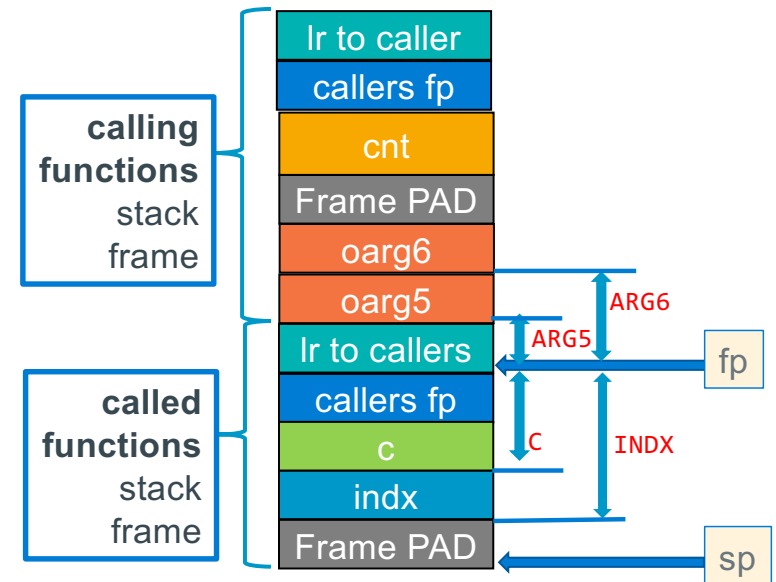 lr to caller
callers fp
calling
functions
stack
frame
cnt
Frame PAD
oarg6
oarg5
ARG6
ARG5
lr to callers
fp
called
functions
stack
frame
callers fp
c
C
INDX
indx
Frame PAD
sp